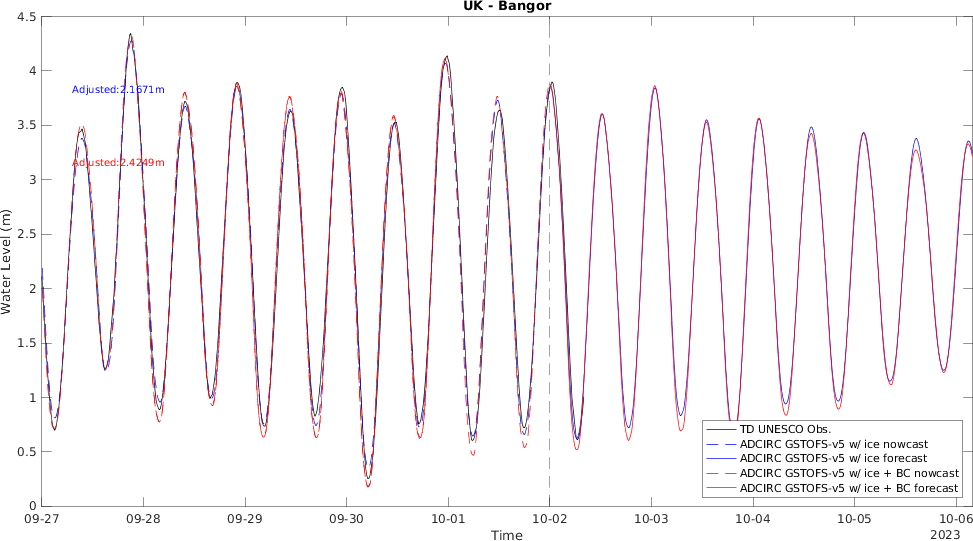 UK - Bangor
4.5
4
3.5
3
2.5
2
1.5
1
0.5
0
Water Level (m)
Adjusted:2.1671m
Adjusted:2.4249m
TD UNESCO Obs.
ADCIRC GSTOFS-v5 w/ ice nowcast
ADCIRC GSTOFS-v5 w/ ice forecast
ADCIRC GSTOFS-v5 w/ ice + BC nowcast
ADCIRC GSTOFS-v5 w/ ice + BC forecast
09-27 09-28 09-29 09-30 10-01 10-02 10-03 10-04 10-05 10-06
Time
2023